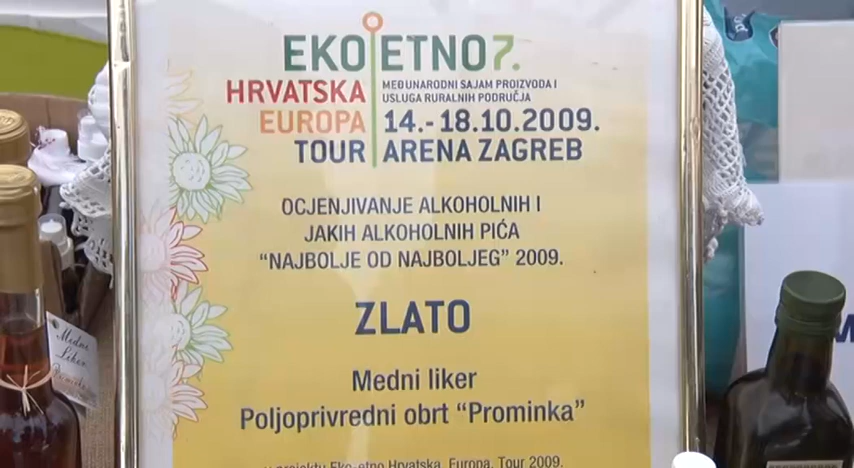 EKO ETNO 7.
HRVATSKA
EUROPA
TOUR
MEĐUNARODNI SAJAM PROIZVODA I
USLUGA RURALNIH PODRUČJA
14.-18.10.2009.
ARENA ZAGREB
OCJENJIVANJE ALKOHOLNIH I
JAKIH ALKOHOLNIH PIĆA
“NAJBOLJE OD NAJBOLJEG” 2009.
ZLATO
Medni liker
Poljoprivredni obrt “Prominka”
u projektu Eko-etno Hrvatska, Europa, Tour 2009.
Medni
Liker